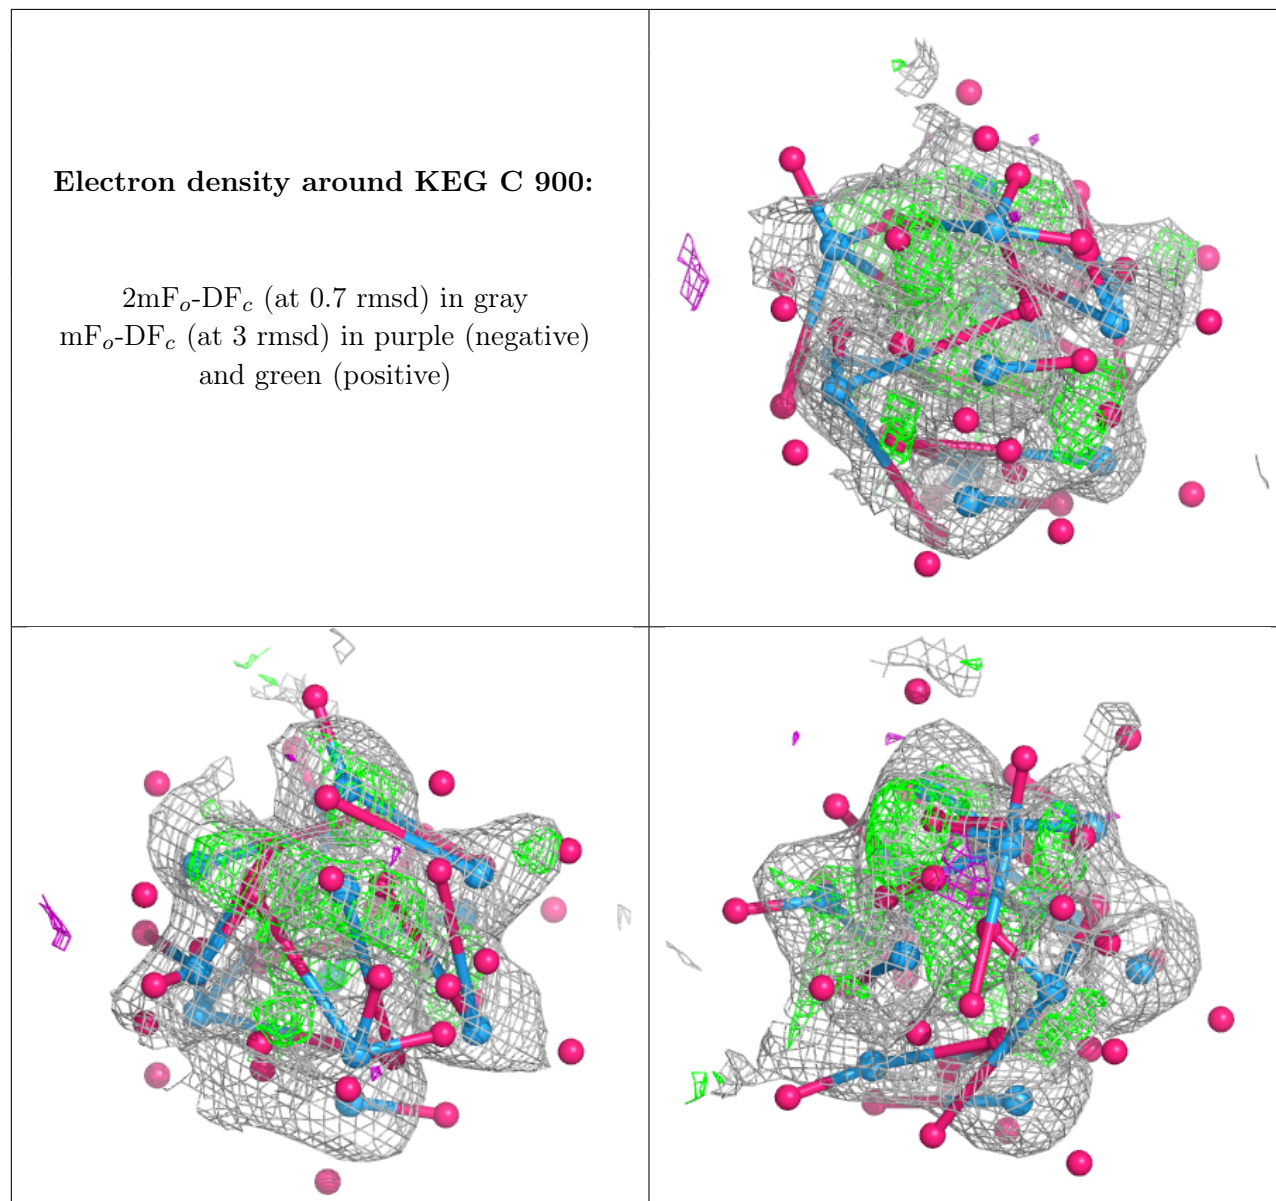 Electron density around KEG C 900:
2mF𝑜-DF𝑐 (at 0.7 rmsd) in gray
mF𝑜-DF𝑐 (at 3 rmsd) in purple (negative)
and green (positive)